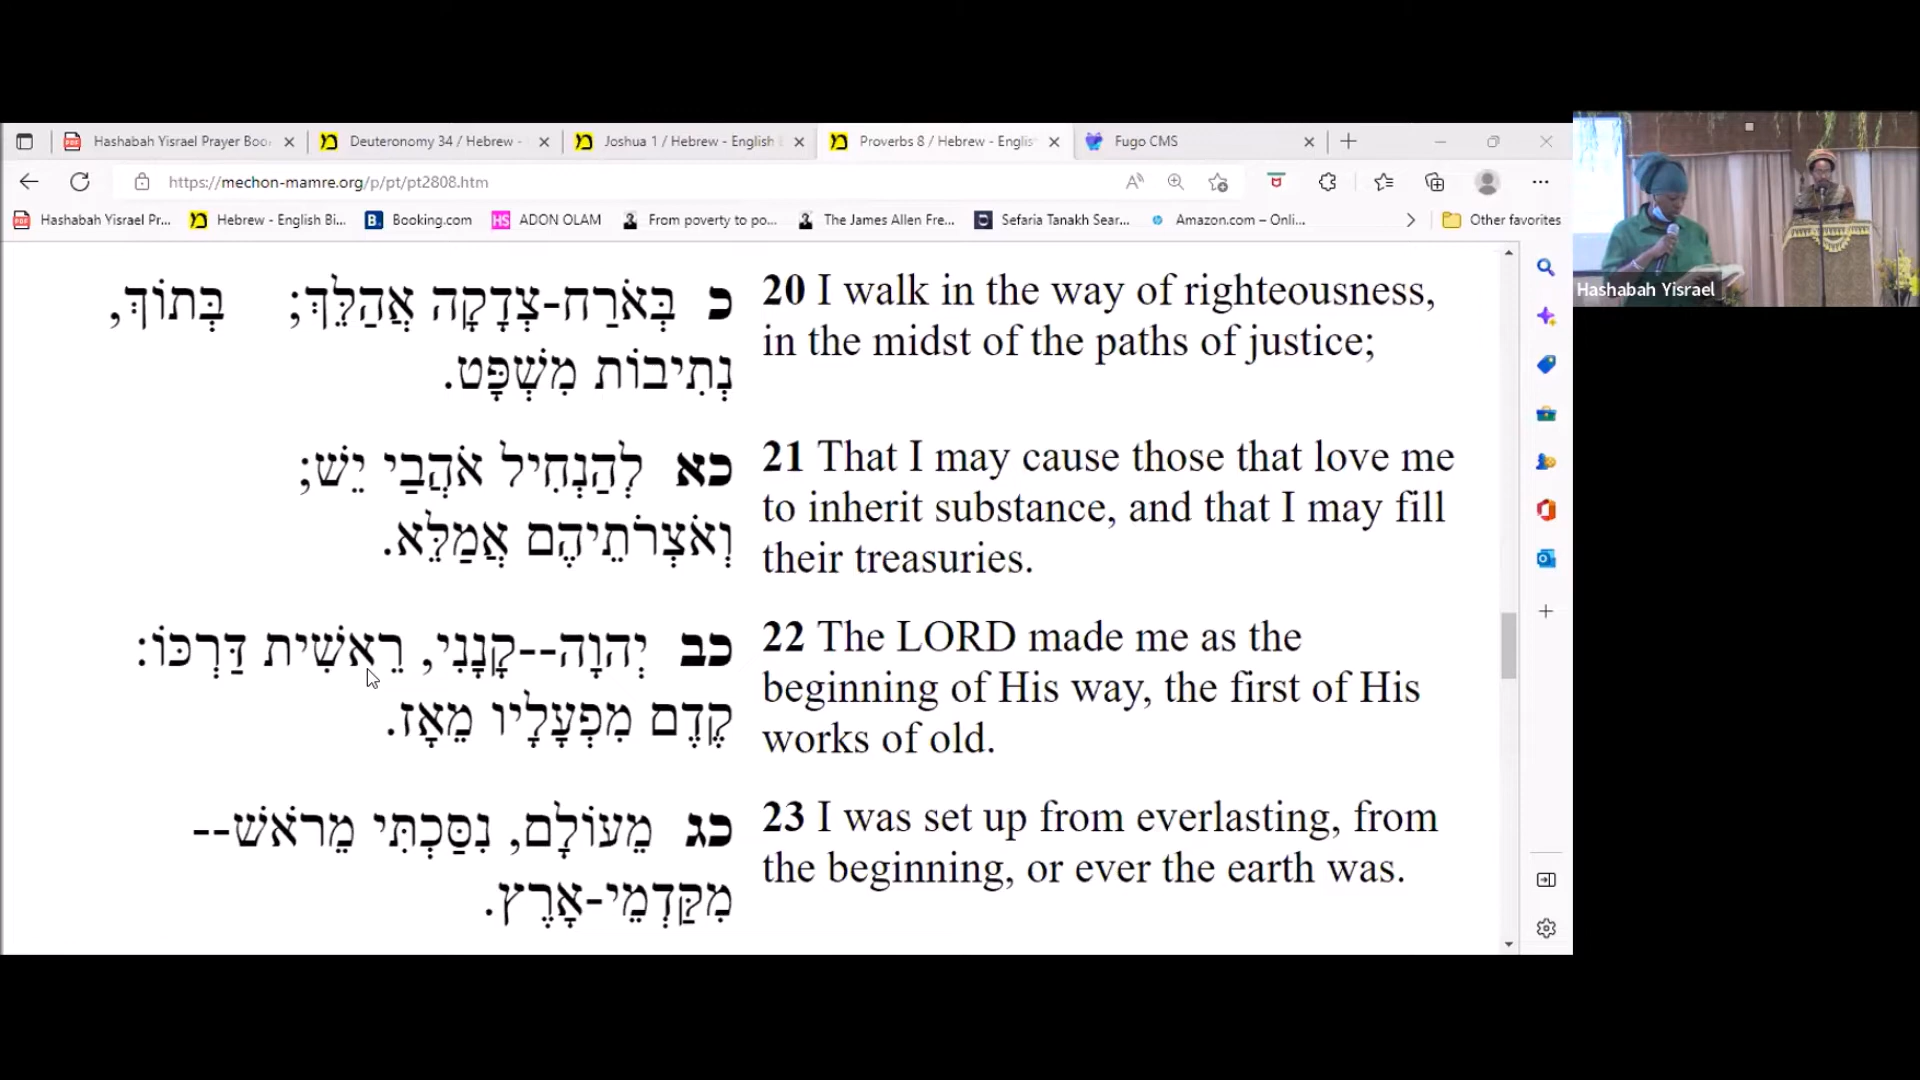 Hashabah Yisrael Prayer Boo
Deuteronomy 34 / Hebrew -
Joshua 1 / Hebrew - English
Proverbs 8 / Hebrew - Englis
Fugo CMS
https://mechon-mamre.org/p/pt/pt2808.htm
Hashabah Yisrael Pr...
Hebrew - English Bi...
Booking.com
HS ADON OLAM
From poverty to po...
The James Allen Fre...
Sefaria Tanakh Sear...
Amazon.com – Onli...
Other favorites
כ בְּאֹרַח-צְדָקָה אֲהַלֵּךְ; בְּתוֹךְ,
נְתִיבוֹת מִשְׁפָּט.
20 I walk in the way of righteousness,
in the midst of the paths of justice;
כא לְהַנְחִיל אֹהֲבַי יֵשׁ;
וְאֹצְרֹתֵיהֶם אֲמַלֵּא.
21 That I may cause those that love me
to inherit substance, and that I may fill
their treasuries.
כב יְהוָה--קָנָנִי, רֵאשִׁית דַּרְכּוֹ:
קֶדֶם מִפְעָלָיו מֵאָז.
22 The LORD made me as the
beginning of His way, the first of His
works of old.
כג מֵעוֹלָם, נִסַּכְתִּי מֵרֹאשׁ--
מִקַּדְמֵי-אָרֶץ.
23 I was set up from everlasting, from
the beginning, or ever the earth was.
Hashabah Yisrael